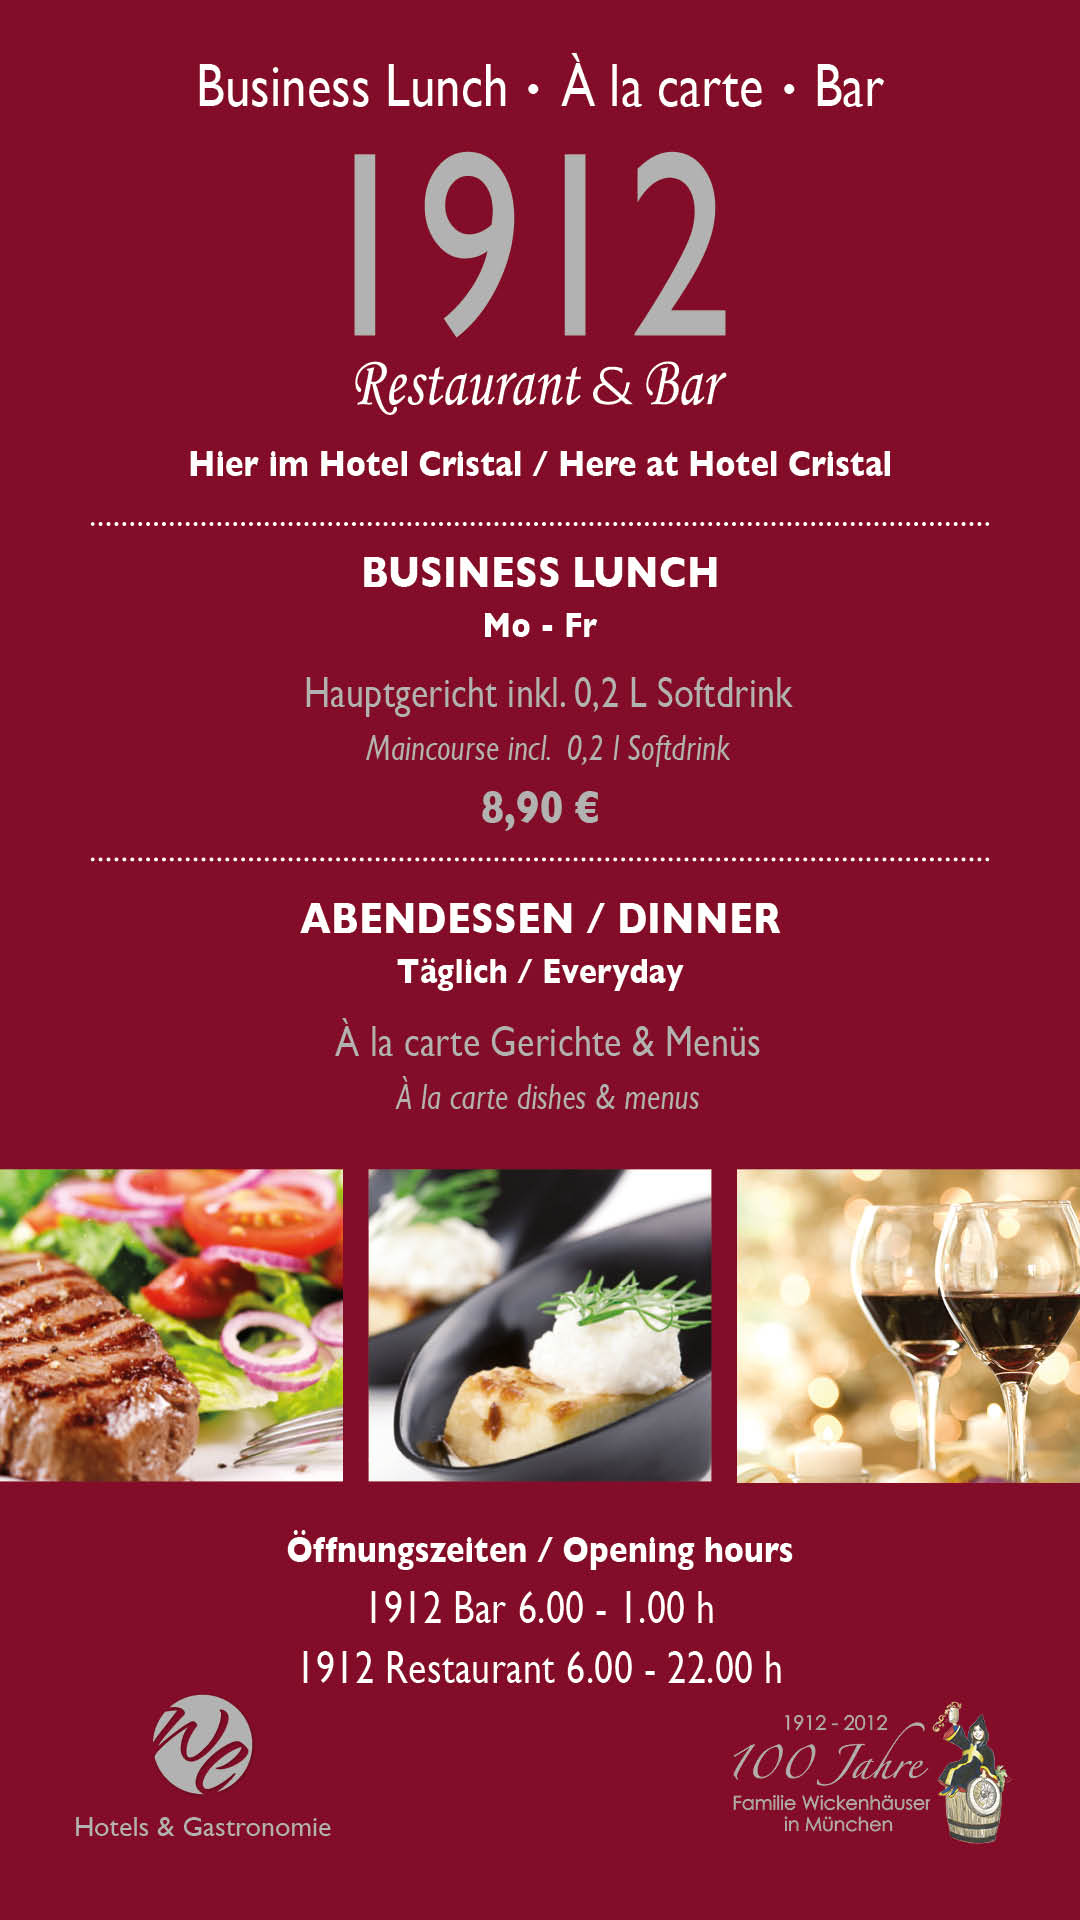 Business Lunch • À la carte • Bar
1912
Restaurant & Bar
Hier im Hotel Cristal / Here at Hotel Cristal
BUSINESS LUNCH
Mo - Fr
Hauptgericht inkl. 0,2 L Softdrink
Maincourse incl. 0,2 l Softdrink
8,90 €
ABENDESSEN / DINNER
Täglich / Everyday
À la carte Gerichte & Menüs
À la carte dishes & menus
Öffnungszeiten / Opening hours
1912 Bar 6.00 - 1.00 h
1912 Restaurant 6.00 - 22.00 h
We
Hotels & Gastronomie
1912 - 2012
100 Jahre
Familie Wickenhäuser
in München